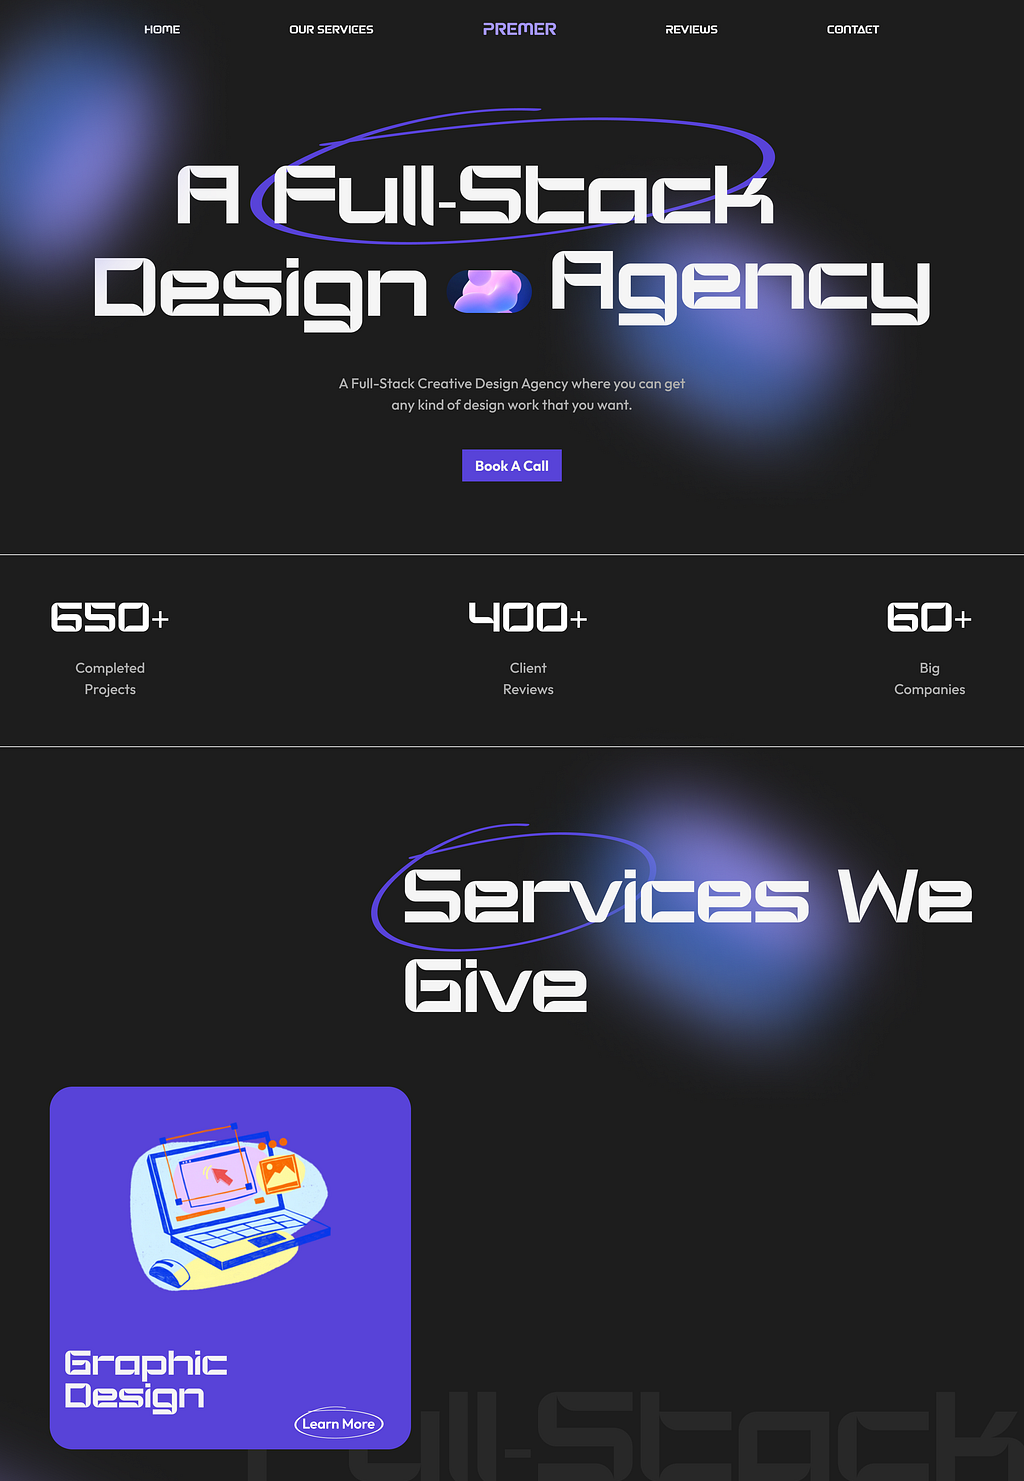 HOME OUR SERVICES PREMER REVIEWS CONTACT
A Full-Stack
Design Agency
A Full-Stack Creative Design Agency where you can get
any kind of design work that you want.
Book A Call
650+ 400+ 60+
Completed Client Big
Projects Reviews Companies
Services We
Give
Graphic
Design
Learn More
Full-Stack